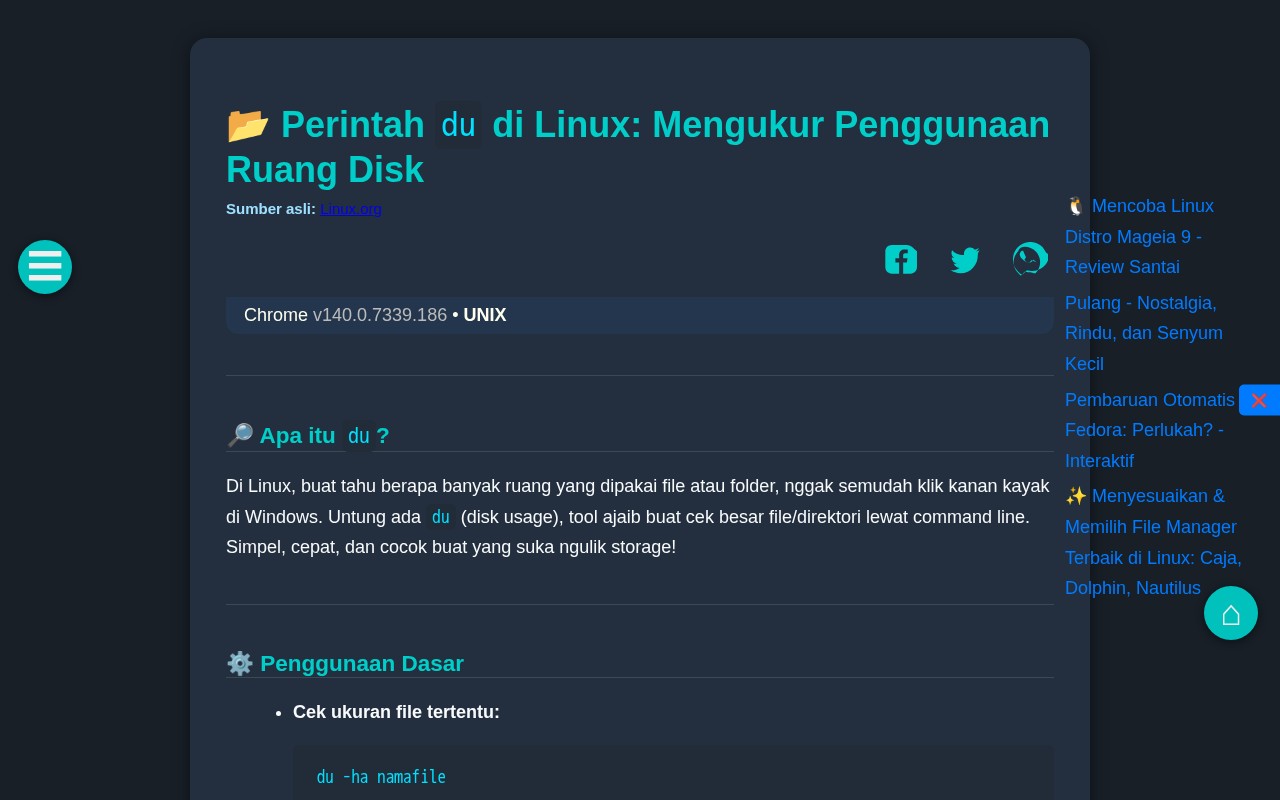 📂 Perintah du di Linux: Mengukur Penggunaan
Ruang Disk
Sumber asli: Linux.org
Chrome v140.0.7339.186 • UNIX
🔎 Apa itu du ?
Di Linux, buat tahu berapa banyak ruang yang dipakai file atau folder, nggak semudah klik kanan kayak
di Windows. Untung ada du (disk usage), tool ajaib buat cek besar file/direktori lewat command line.
Simpel, cepat, dan cocok buat yang suka ngulik storage!
⚙️ Penggunaan Dasar
• Cek ukuran file tertentu:
du -ha namafile
🐧 Mencoba Linux
Distro Mageia 9 -
Review Santai
Pulang - Nostalgia,
Rindu, dan Senyum
Kecil
Pembaruan Otomatis
Fedora: Perlukah? -
Interaktif
✨ Menyesuaikan &
Memilih File Manager
Terbaik di Linux: Caja,
Dolphin, Nautilus